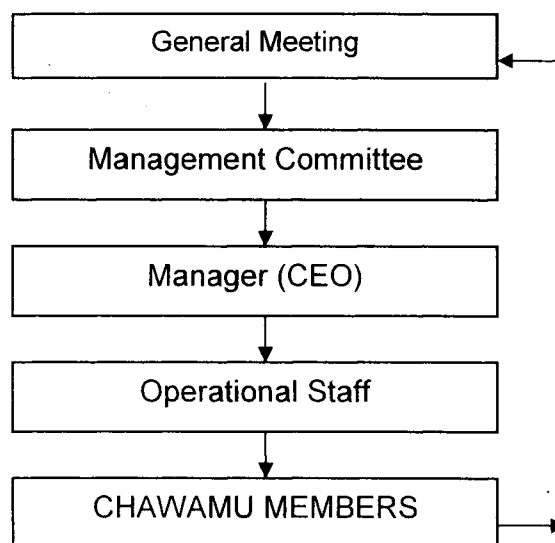 General Meeting
Management Committee
Manager (CEO)
Operational Staff
CHAWAMU MEMBERS